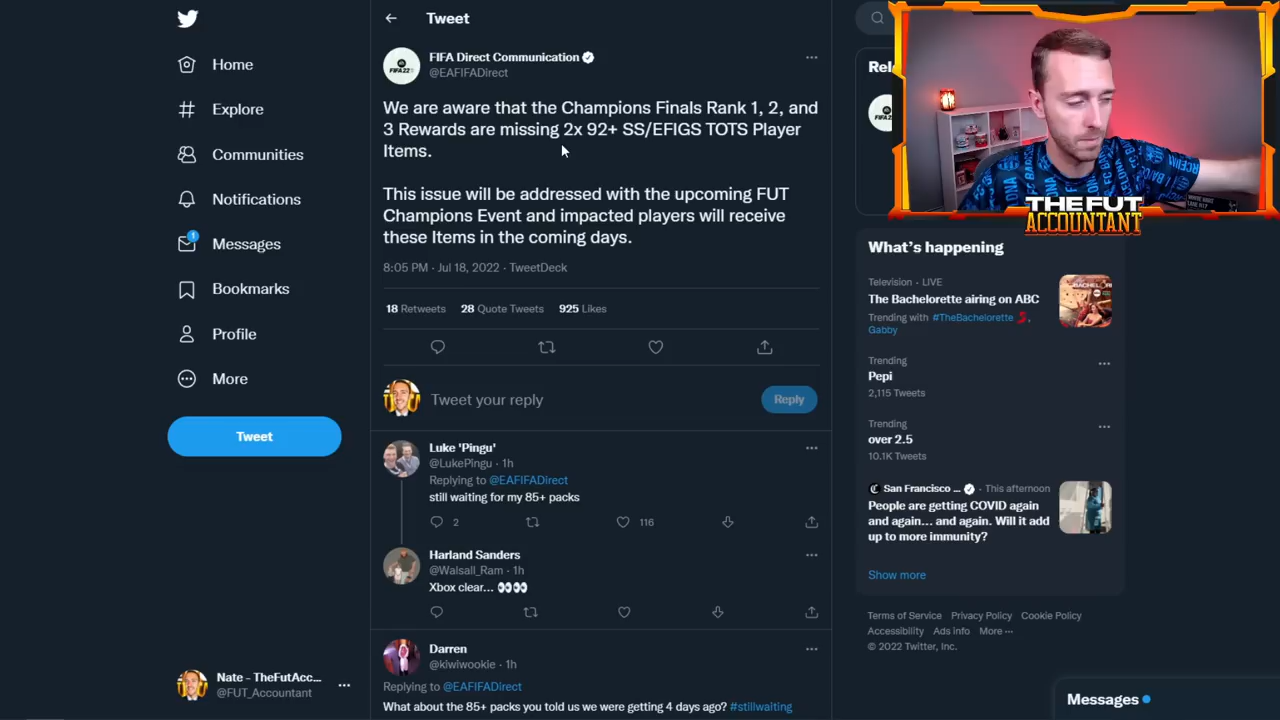 Home
Explore
Communities
Notifications
1
Messages
Bookmarks
Profile
More
Tweet
Nate - TheFutAcc...
@FUT_Accountant
Tweet
FIFA Direct Communication
@EAFIFADirect
We are aware that the Champions Finals Rank 1, 2, and
3 Rewards are missing 2x 92+ SS/EFIGS TOTS Player
Items.
This issue will be addressed with the upcoming FUT
Champions Event and impacted players will receive
these Items in the coming days.
8:05 PM · Jul 18, 2022 · TweetDeck
18 Retweets 28 Quote Tweets 925 Likes
Tweet your reply
Reply
Luke 'Pingu'
@LukePingu · 1h
Replying to @EAFIFADirect
still waiting for my 85+ packs
2 116
Harland Sanders
@Walsall_Ram · 1h
Xbox clear... 👀👀
Darren
@kiwiwookie · 1h
Replying to @EAFIFADirect
What about the 85+ packs you told us we were getting 4 days ago? #stillwaiting
Rel
THE FUT
ACCOUNTANT
What's happening
Television · LIVE
The Bachelorette airing on ABC
Trending with #TheBachelorette 🌹,
Gabby
Trending
Pepi
2,115 Tweets
Trending
over 2.5
10.1K Tweets
San Francisco ... · This afternoon
People are getting COVID again
and again... and again. Will it add
up to more immunity?
Show more
Terms of Service Privacy Policy Cookie Policy
Accessibility Ads info More ···
© 2022 Twitter, Inc.
Messages